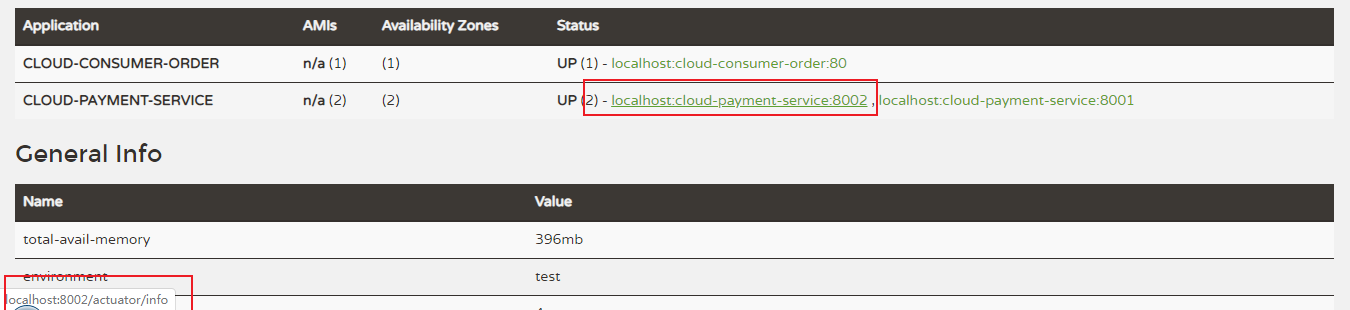 Application AMIs Availability Zones Status
CLOUD-CONSUMER-ORDER n/a (1) (1) UP (1) - localhost:cloud-consumer-order:80
CLOUD-PAYMENT-SERVICE n/a (2) (2) UP (2) - localhost:cloud-payment-service:8002 , localhost:cloud-payment-service:8001
General Info
Name Value
total-avail-memory 396mb
environment test
localhost:8002/actuator/info